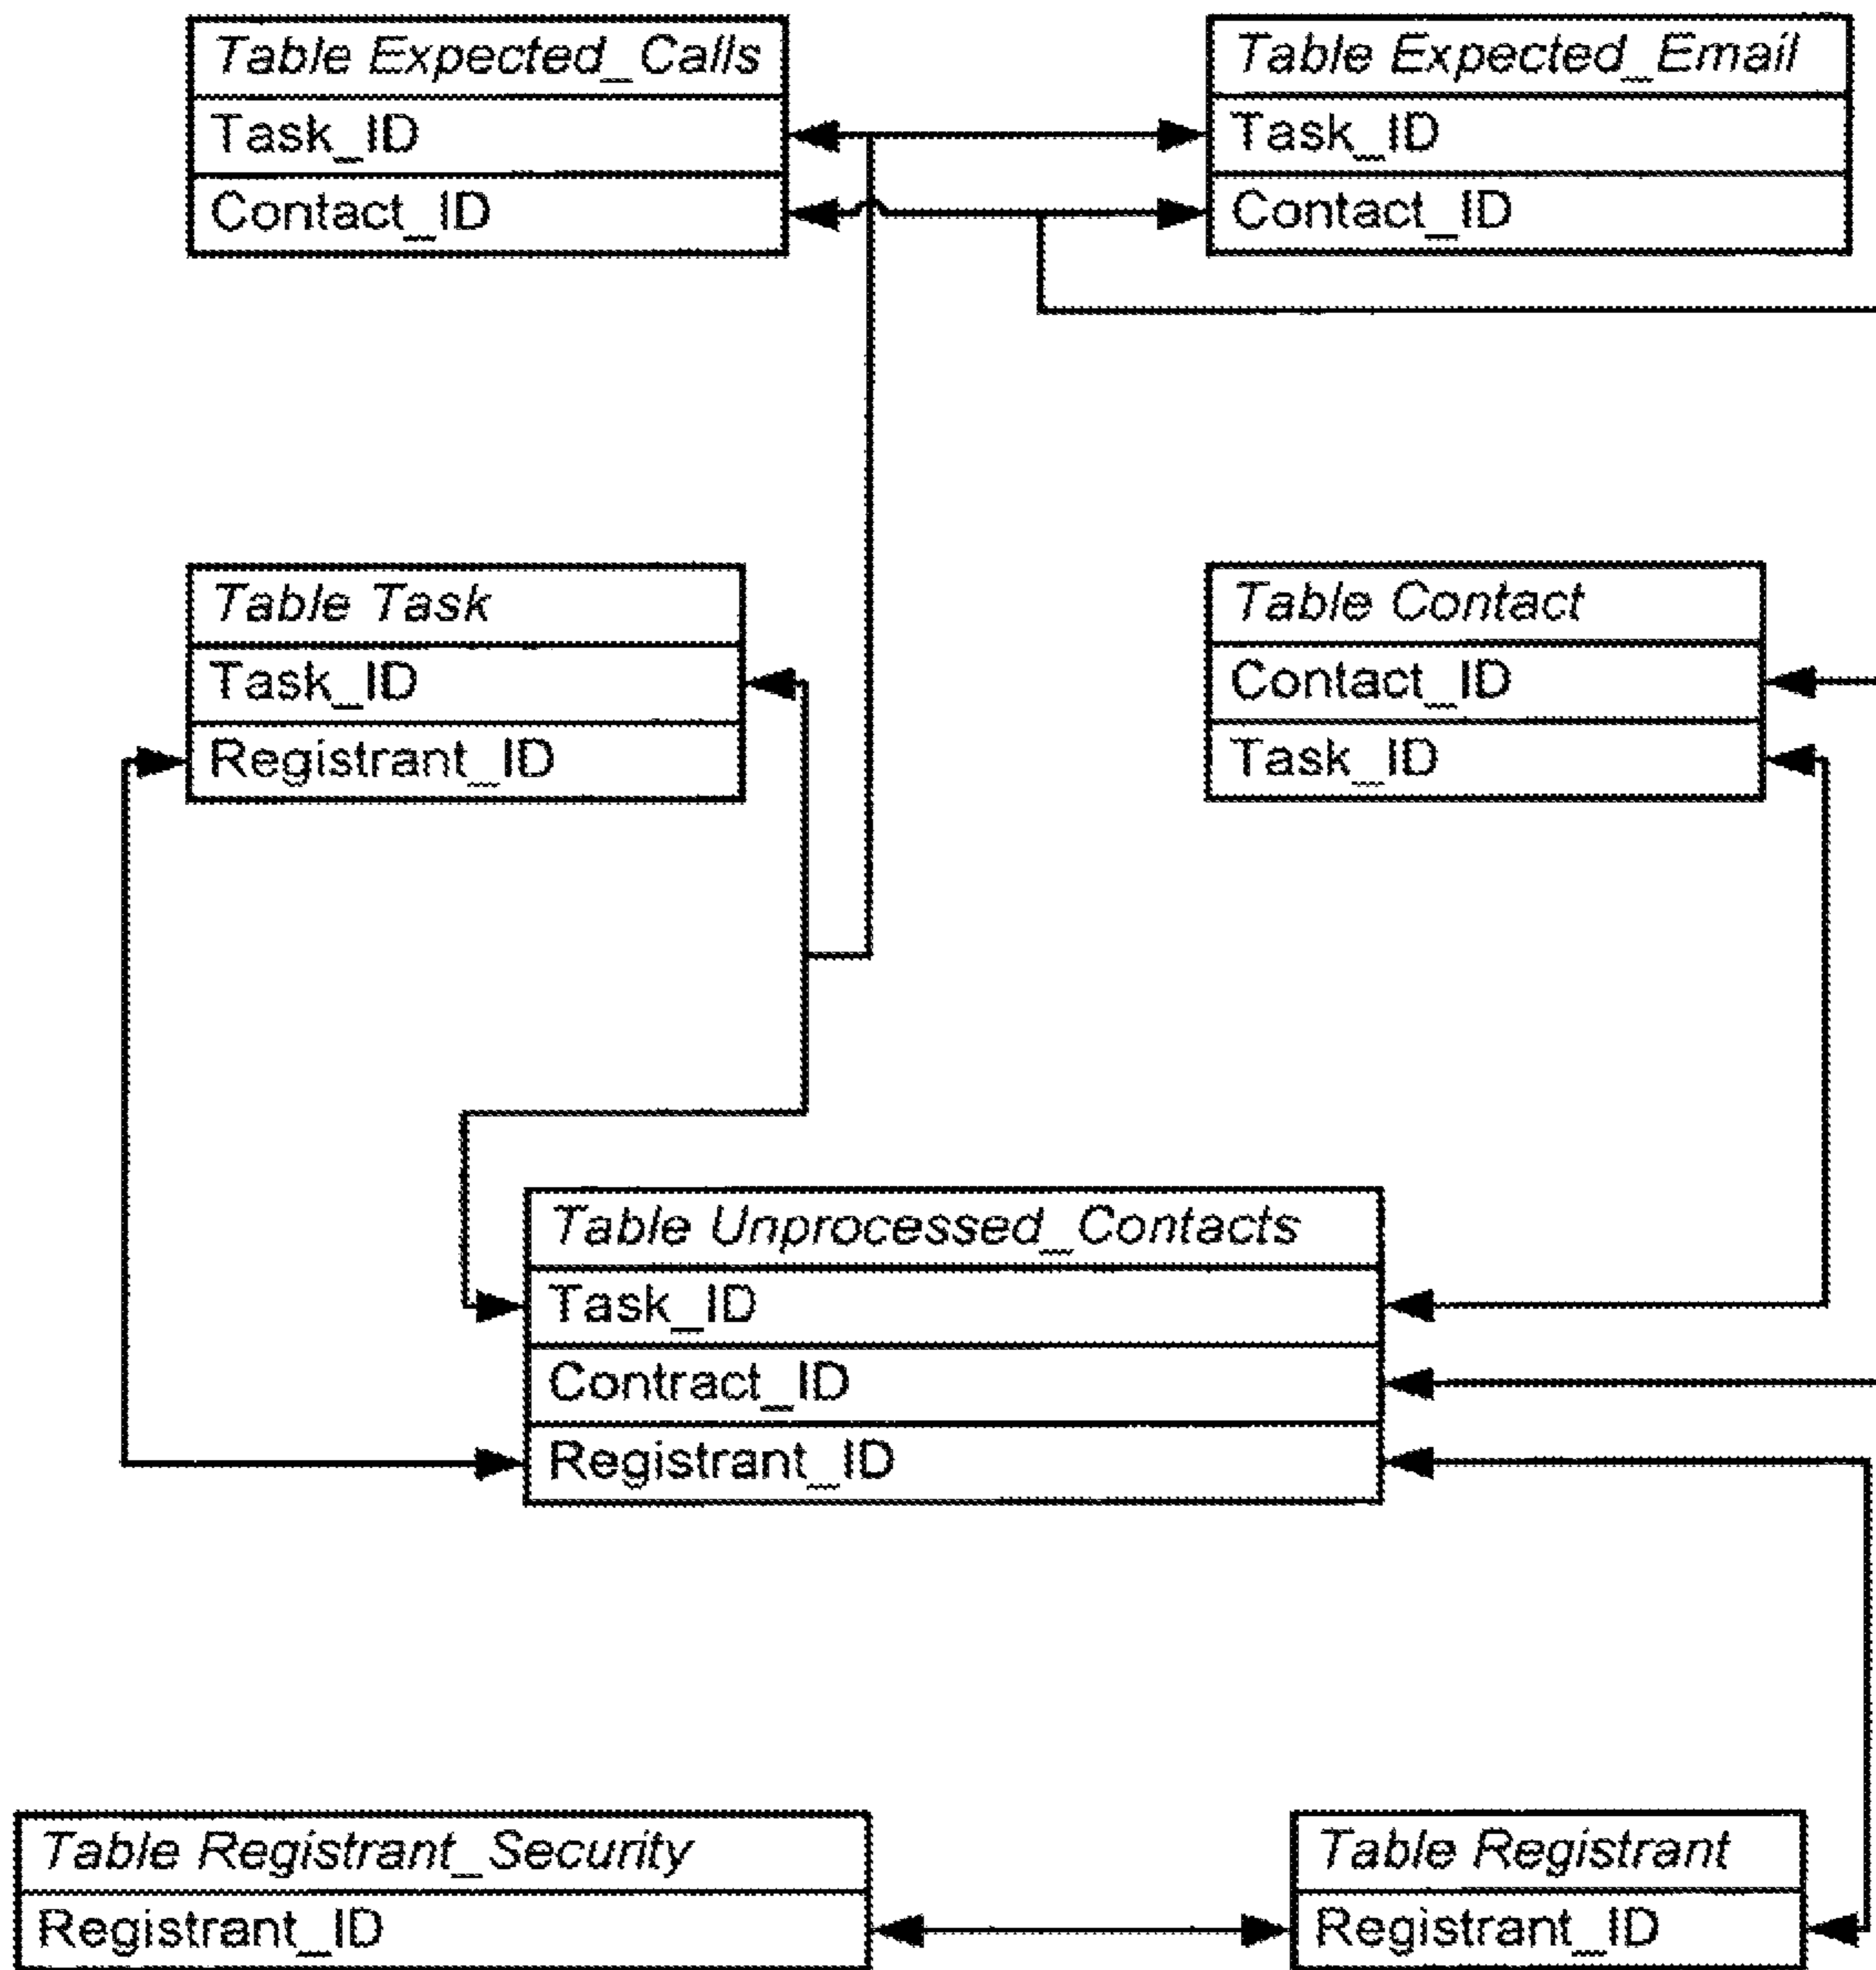 Table Expected_Calls
Task_ID
Contact_ID
Table Expected_Email
Task_ID
Contact_ID
Table Task
Task_ID
Registrant_ID
Table Contact
Contact_ID
Task_ID
Table Unprocessed_Contacts
Task_ID
Contract_ID
Registrant_ID
Table Registrant_Security
Registrant_ID
Table Registrant
Registrant_ID